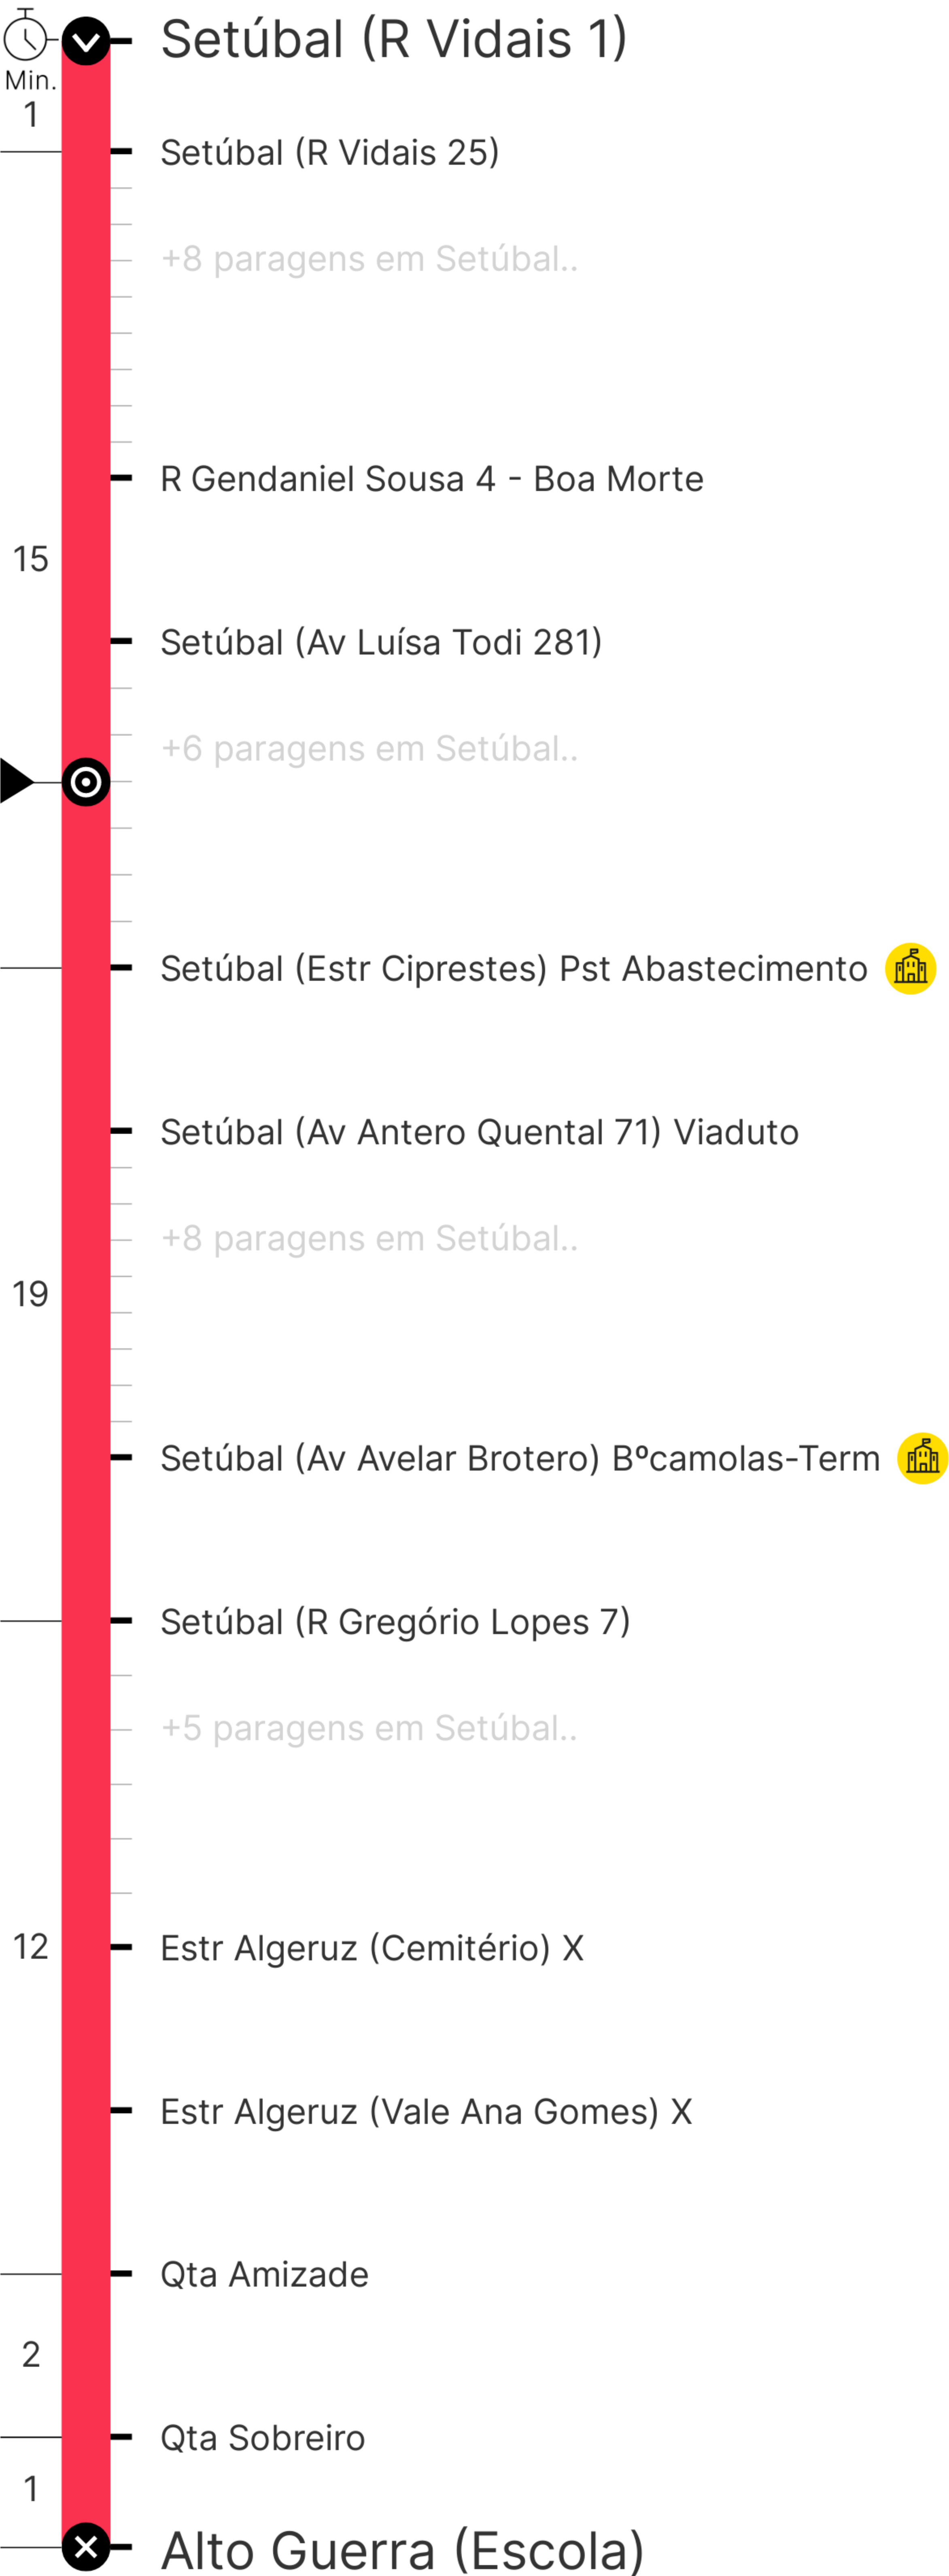 Setúbal (R Vidais 1)
Min.
1
Setúbal (R Vidais 25)
+8 paragens em Setúbal..
R Gendaniel Sousa 4 - Boa Morte
15
Setúbal (Av Luísa Todi 281)
+6 paragens em Setúbal..
Setúbal (Estr Ciprestes) Pst Abastecimento
Setúbal (Av Antero Quental 71) Viaduto
+8 paragens em Setúbal..
19
Setúbal (Av Avelar Brotero) Bºcamolas-Term
Setúbal (R Gregório Lopes 7)
+5 paragens em Setúbal..
12
Estr Algeruz (Cemitério) X
Estr Algeruz (Vale Ana Gomes) X
Qta Amizade
2
Qta Sobreiro
1
Alto Guerra (Escola)